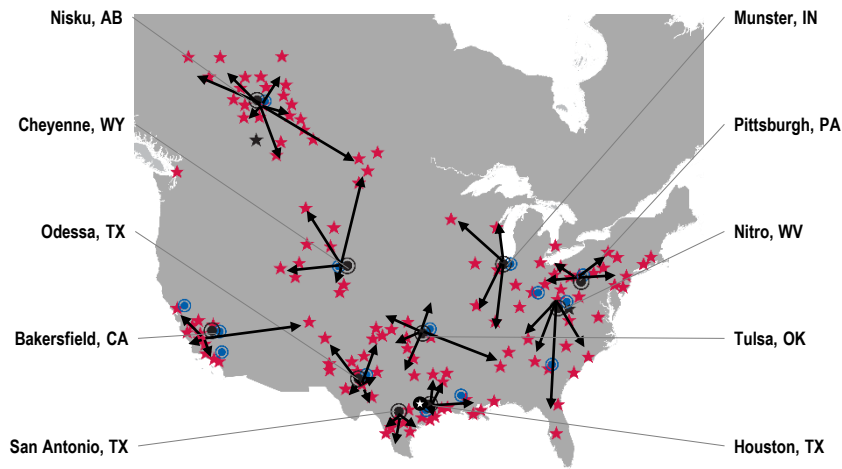 Nisku, AB
Munster, IN
Cheyenne, WY
Pittsburgh, PA
Odessa, TX
Nitro, WV
Bakersfield, CA
Tulsa, OK
San Antonio, TX
Houston, TX